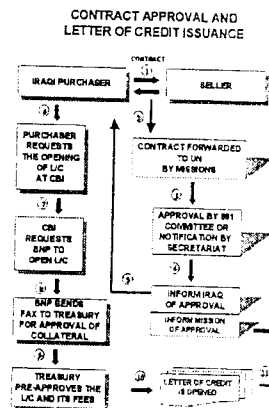 CONTRACT APPROVAL AND
LETTER OF CREDIT ISSUANCE
CONTRACT
IRAQI PURCHASER
SELLER
PURCHASER
REQUESTS
THE OPENING
OF L/C
AT CBI
CONTRACT FORWARDED
TO UN
BY MISSIONS
CBI
REQUESTS
BNP TO
OPEN L/C
APPROVAL BY 661
COMMITTEE OR
NOTIFICATION BY
SECRETARIAT
BNP SENDS
FAX TO TREASURY
FOR APPROVAL OF
COLLATERAL
INFORM IRAQ
OF APPROVAL
INFORM MISSION
OF APPROVAL
TREASURY
PRE-APPROVES THE
L/C AND ITS FEES
LETTER OF CREDIT
IS OPENED